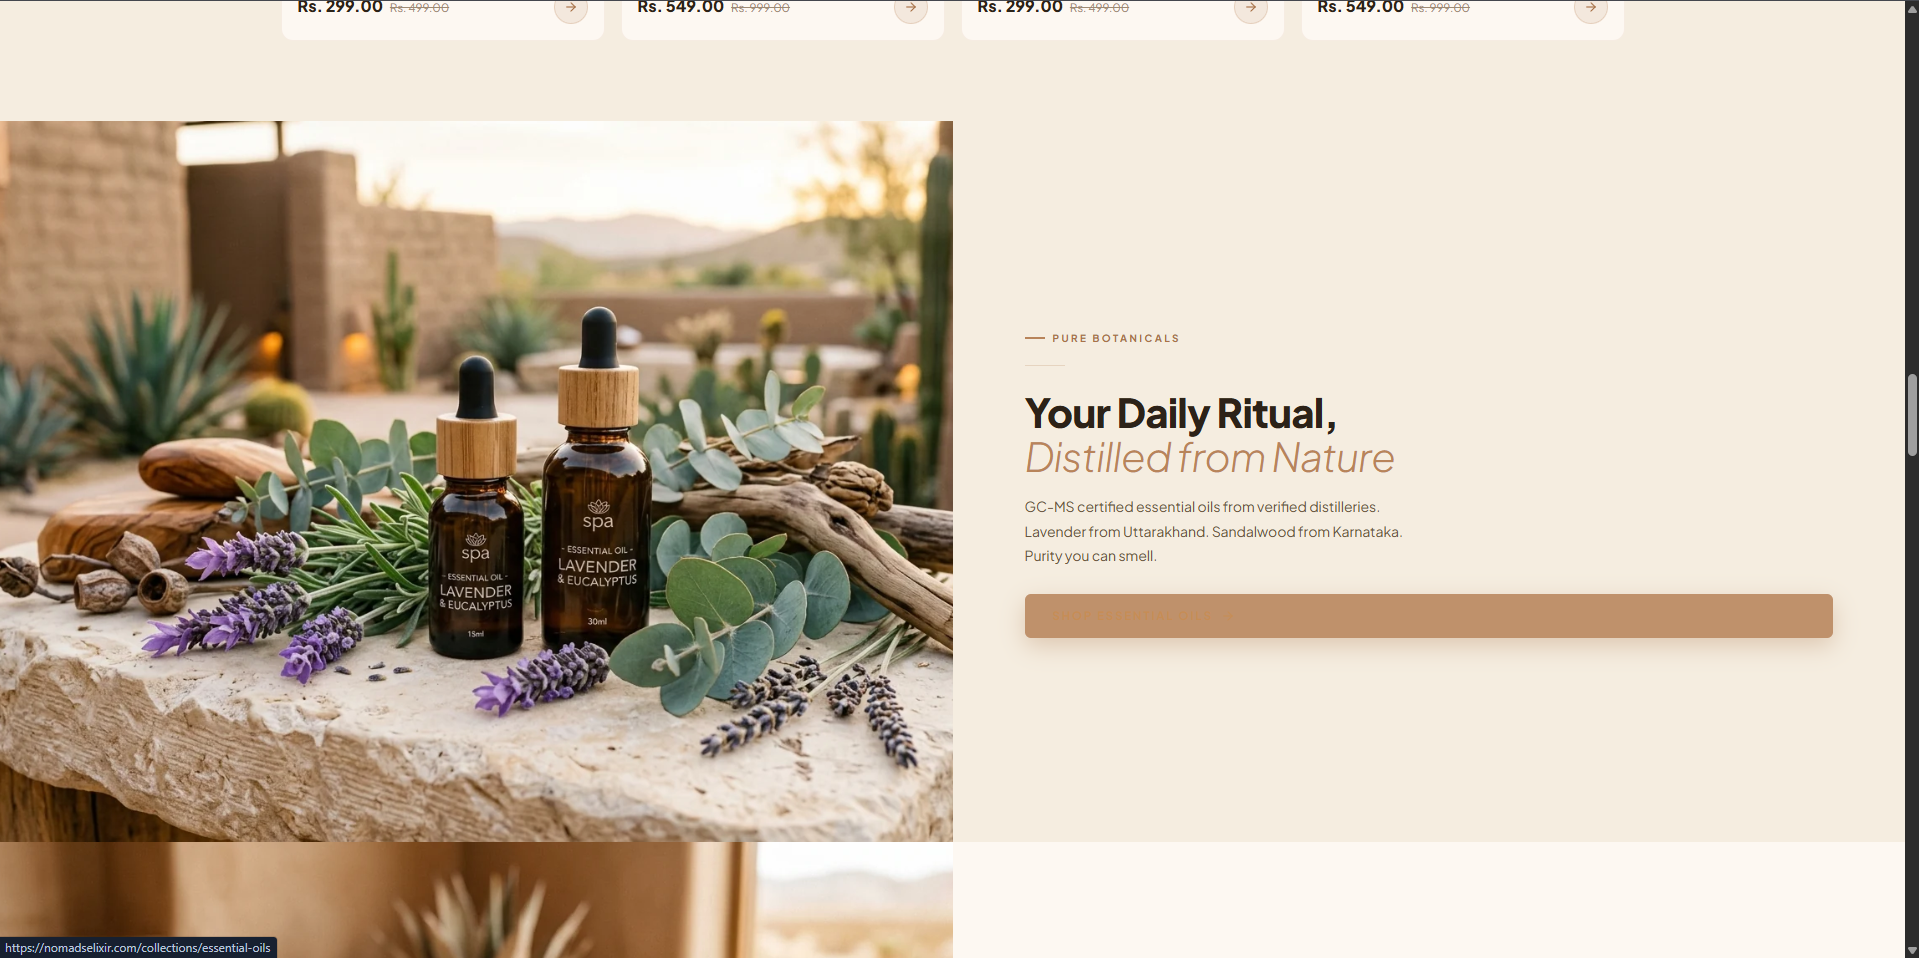 Rs. 299.00 Rs. 499.00
Rs. 549.00 Rs. 999.00
Rs. 299.00 Rs. 499.00
Rs. 549.00 Rs. 999.00
PURE BOTANICALS
Your Daily Ritual,
Distilled from Nature
GC-MS certified essential oils from verified distilleries.
Lavender from Uttarakhand. Sandalwood from Karnataka.
Purity you can smell.
spa
- ESSENTIAL OIL -
LAVENDER
& EUCALYPTUS
15ml
spa
- ESSENTIAL OIL -
LAVENDER
& EUCALYPTUS
30ml
https://nomadselixir.com/collections/essential-oils